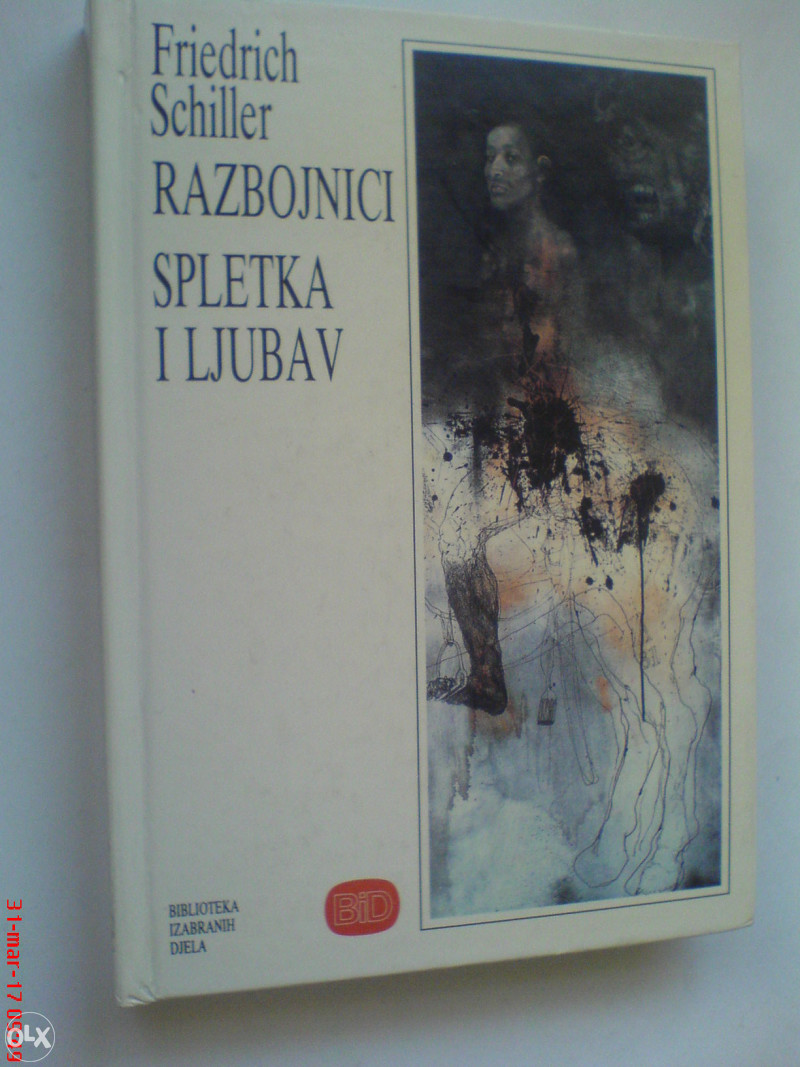 Friedrich
Schiller
RAZBOJNICI
SPLETKA
I LJUBAV
BIBLIOTEKA
IZABRANIH
DJELA
BiD
31-mar-17
OLX